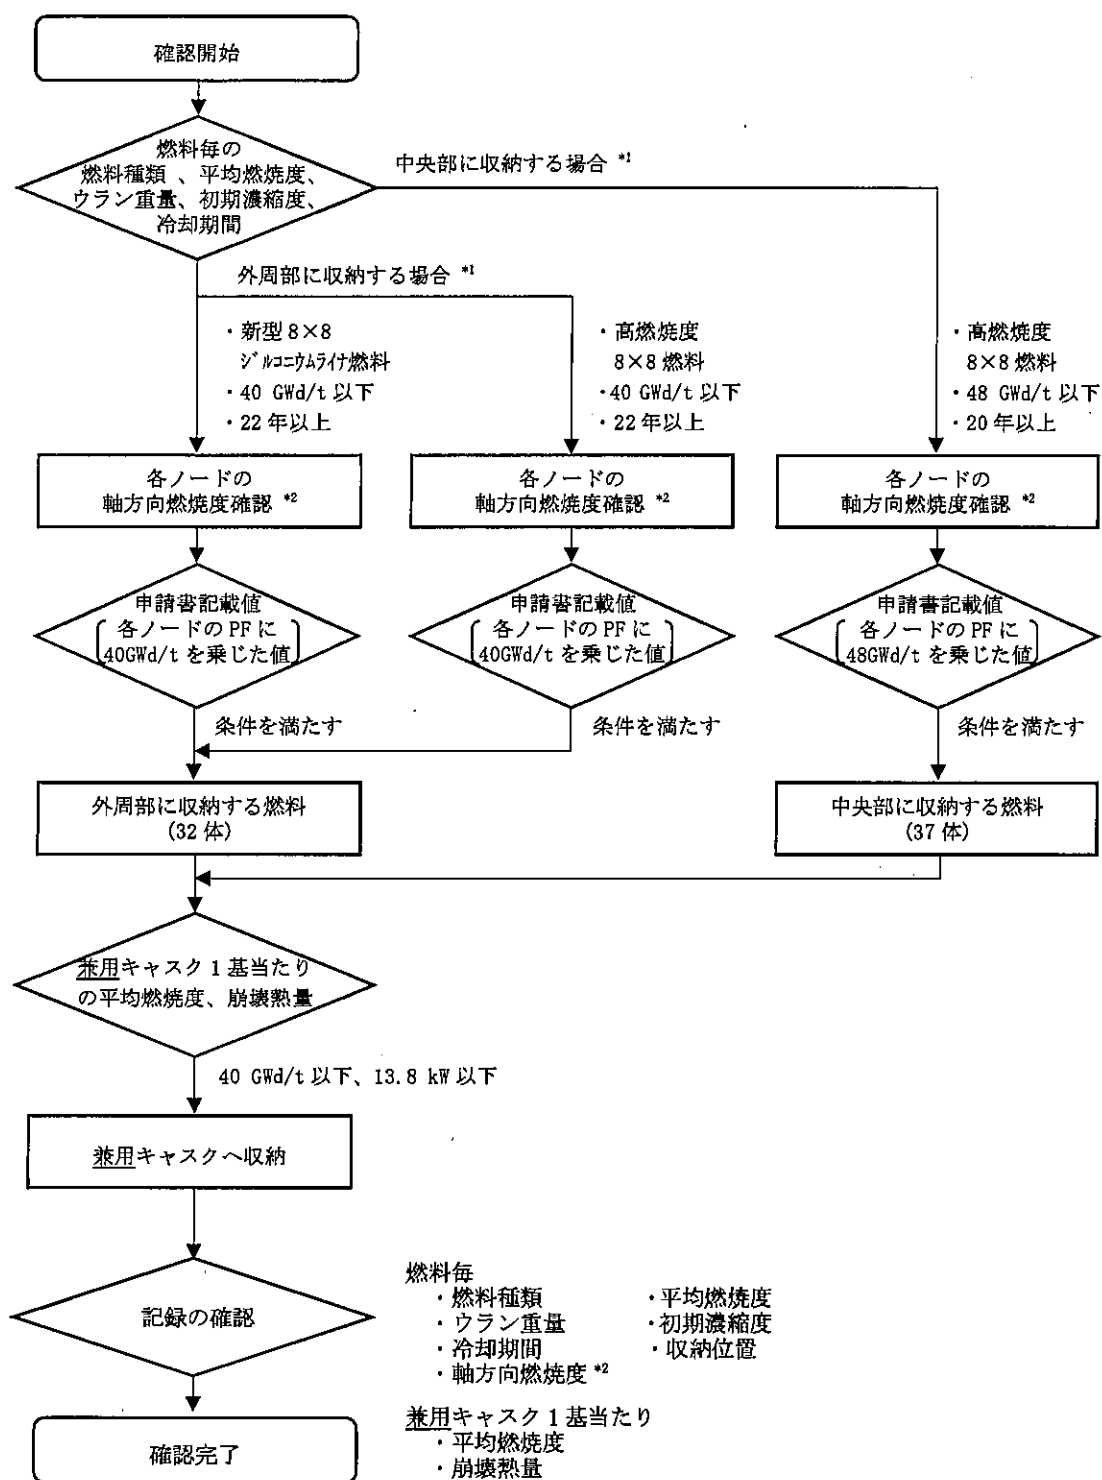 確認開始
燃料毎の
燃料種類 、平均燃焼度、
ウラン重量、初期濃縮度、
冷却期間
中央部に収納する場合 *1
外周部に収納する場合 *1
・新型 8×8
ジルコニウムライナ燃料
・40 GWd/t 以下
・22 年以上
・高燃焼度
8×8 燃料
・40 GWd/t 以下
・22 年以上
・高燃焼度
8×8 燃料
・48 GWd/t 以下
・20 年以上
各ノードの
軸方向燃焼度確認 *2
各ノードの
軸方向燃焼度確認 *2
各ノードの
軸方向燃焼度確認 *2
申請書記載値
各ノードの PF に
40GWd/t を乗じた値
申請書記載値
各ノードの PF に
40GWd/t を乗じた値
申請書記載値
各ノードの PF に
48GWd/t を乗じた値
条件を満たす
条件を満たす
条件を満たす
外周部に収納する燃料
(32 体)
中央部に収納する燃料
(37 体)
兼用キャスク 1 基当たり
の平均燃焼度、崩壊熱量
40 GWd/t 以下、13.8 kW 以下
兼用キャスクへ収納
記録の確認
燃料毎
・燃料種類 ・平均燃焼度
・ウラン重量 ・初期濃縮度
・冷却期間 ・収納位置
・軸方向燃焼度 *2
兼用キャスク 1 基当たり
・平均燃焼度
・崩壊熱量
確認完了